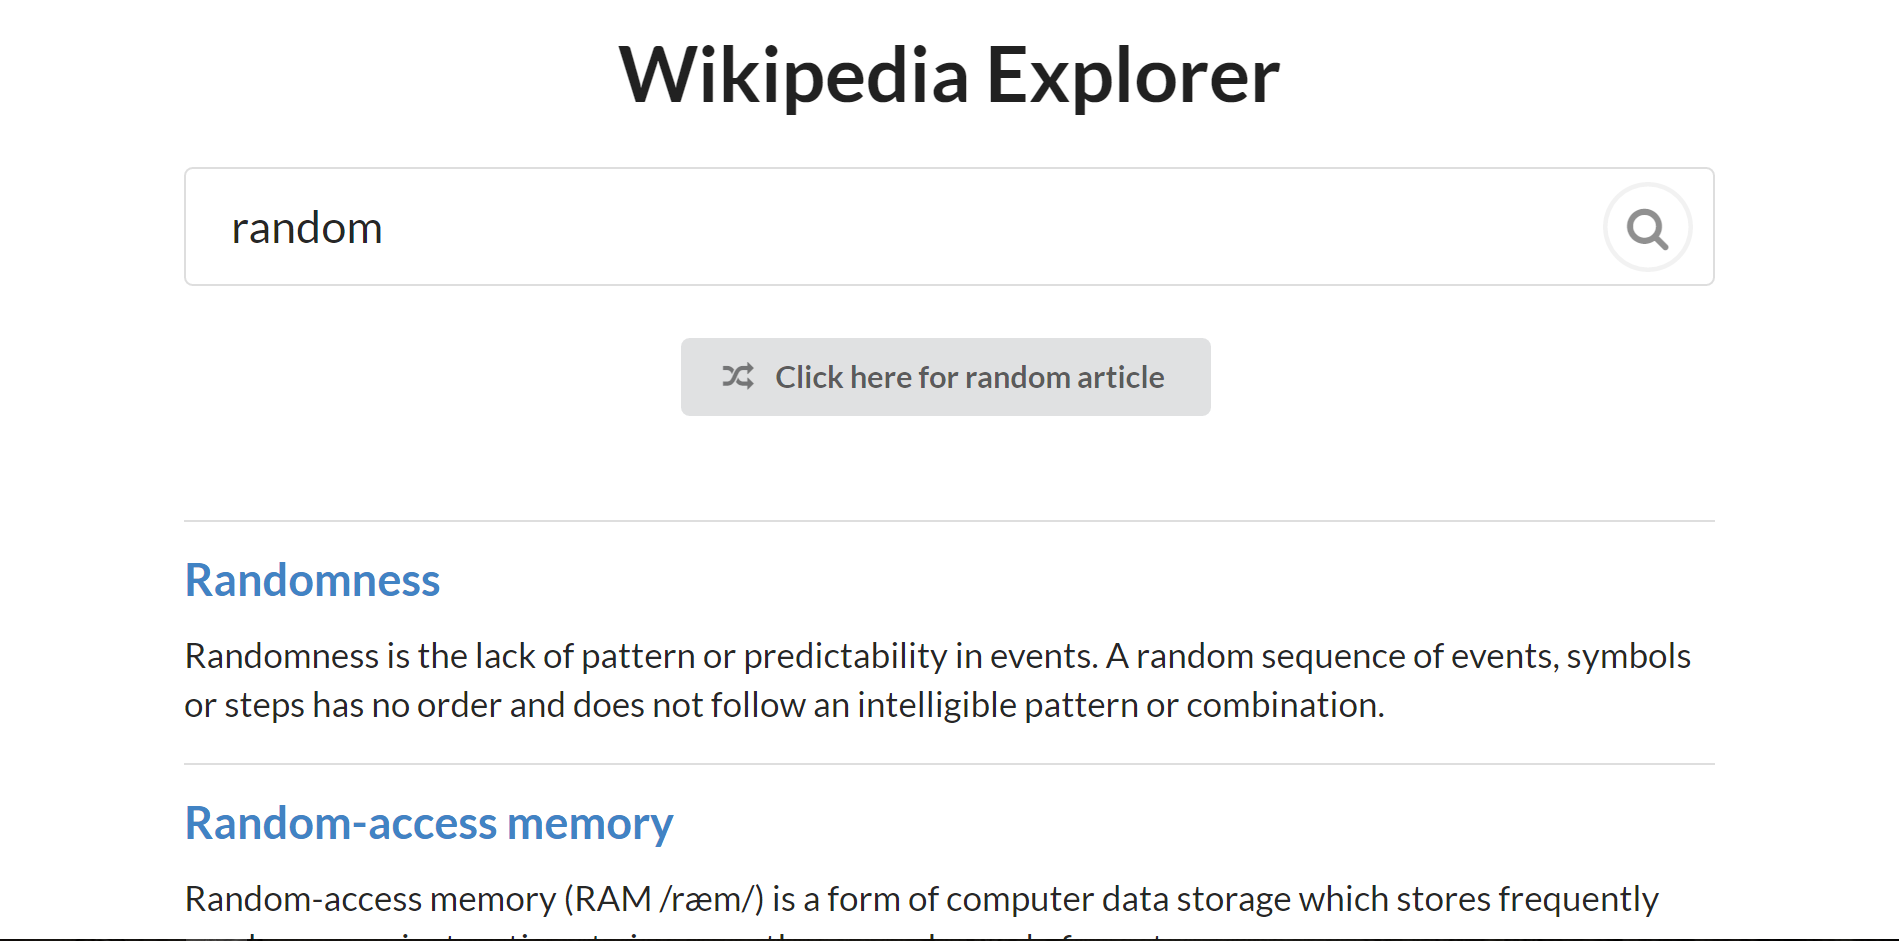 Wikipedia Explorer
random
Click here for random article
Randomness
Randomness is the lack of pattern or predictability in events. A random sequence of events, symbols
or steps has no order and does not follow an intelligible pattern or combination.
Random-access memory
Random-access memory (RAM /ræm/) is a form of computer data storage which stores frequently